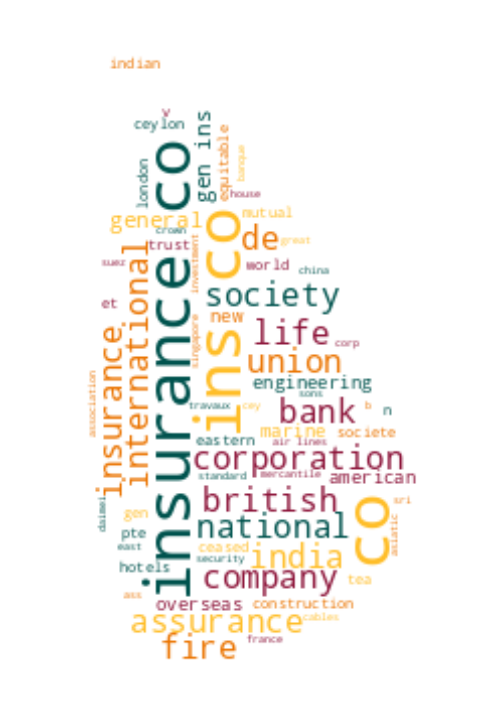 indian
v
ceylon
gen ins
equitable
banque
london
house
insurance co
general
ins co
mutual
crown
de
great
trust
investment
suez
international
world
china
society
et
new
life
corp
singapore
insurance
union
engineering
association
sons
travaux
cey
bank
b
n
marine
societe
eastern
air lines
corporation
standard
mercantile
american
daimei
british
co
sri
gen
national
asiatic
pte
east
ceased
security
india
hotels
company
tea
ass
overseas
construction
assurance
cables
fire
france